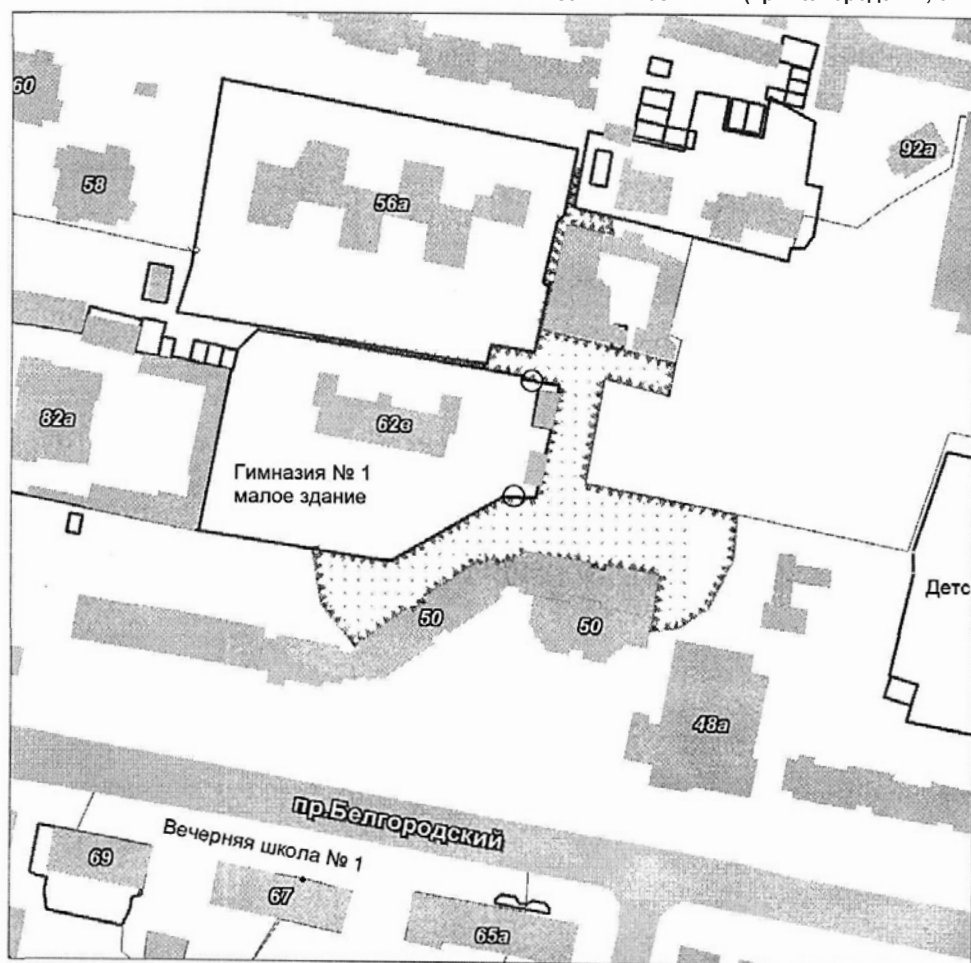 60
92а
58
56а
82а
62в
Гимназия № 1
малое здание
Детс
50
50
48а
пр.Белгородский
Вечерняя школа № 1
69
67
65а